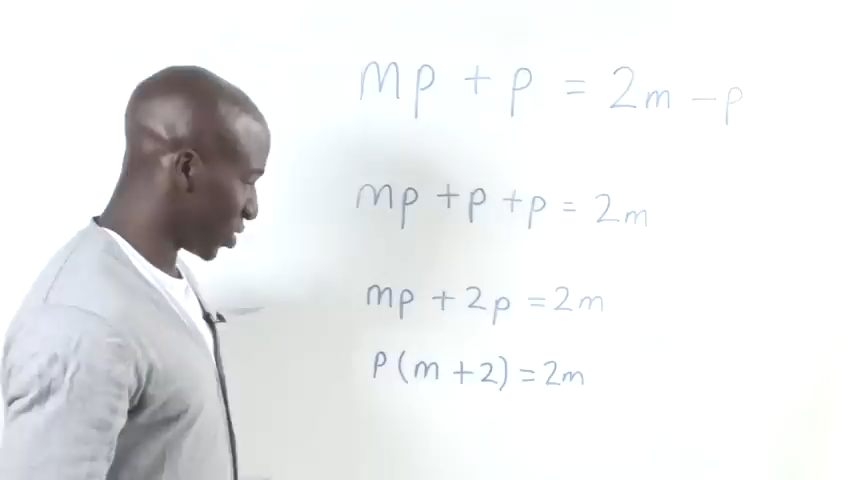 mp + p = 2m - p
mp + p + p = 2m
mp + 2p = 2m
p(m + 2) = 2m